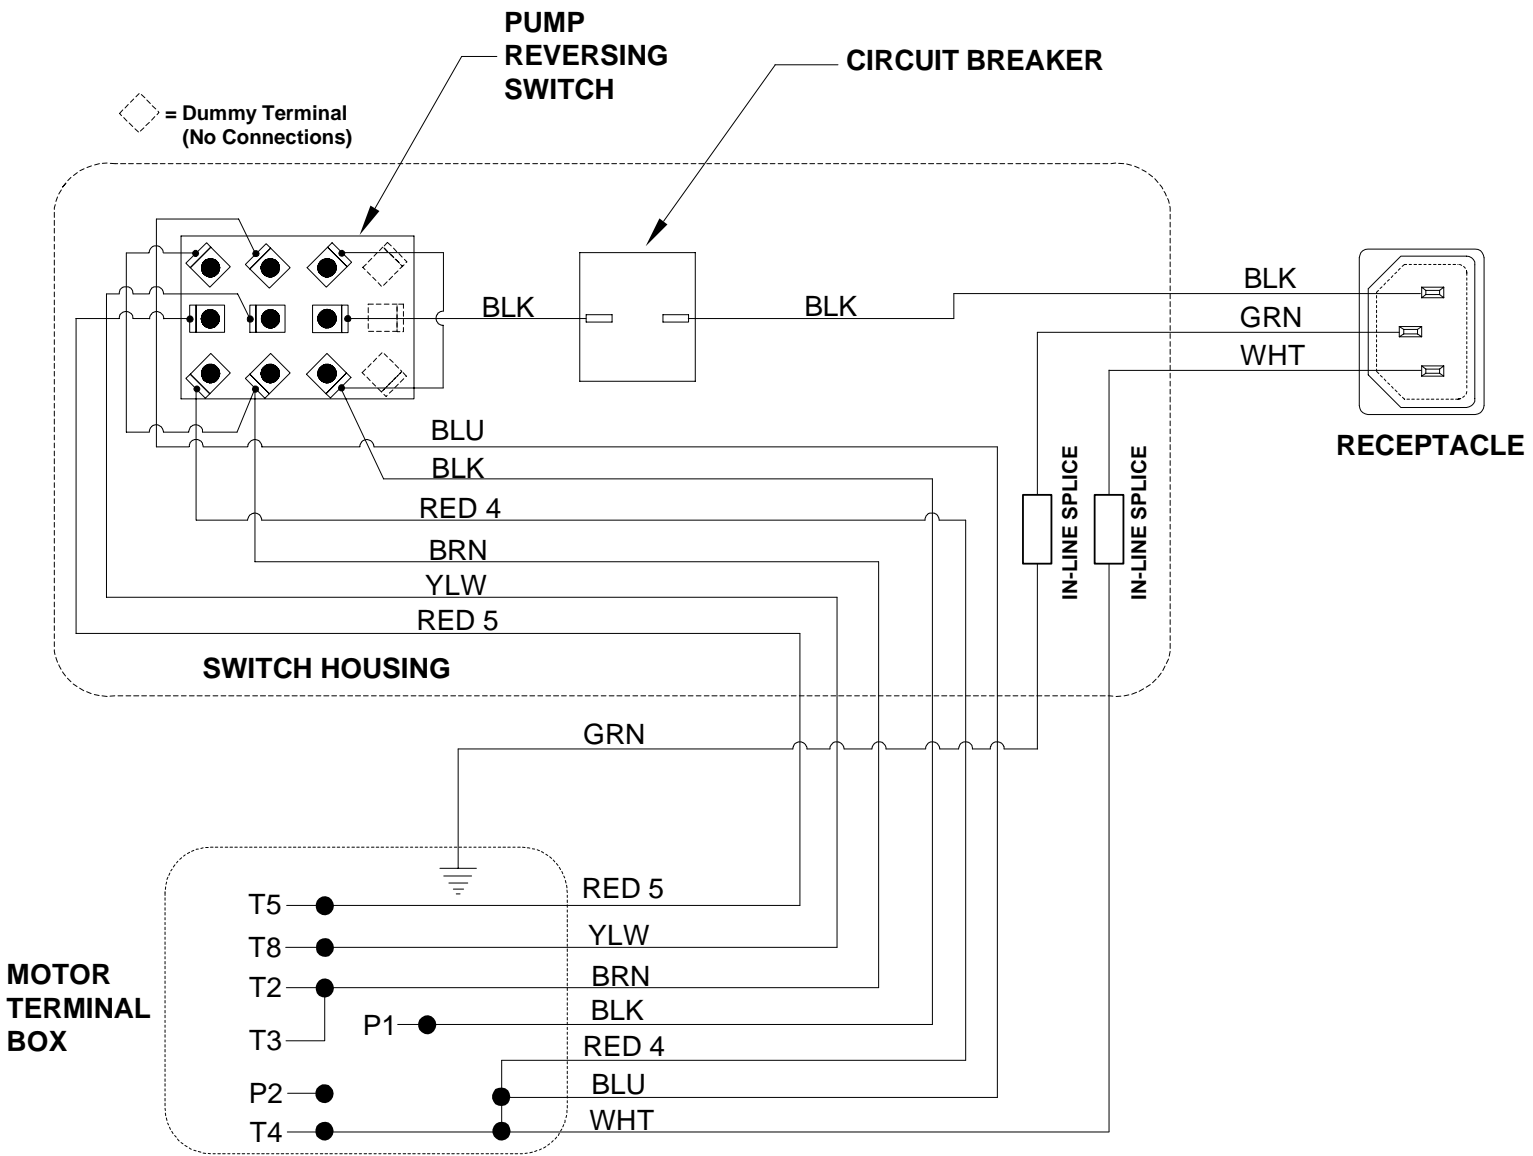 PUMP
REVERSING
SWITCH
CIRCUIT BREAKER
= Dummy Terminal
(No Connections)
BLK
BLK
BLK
GRN
WHT
RECEPTACLE
BLU
BLK
RED 4
BRN
YLW
RED 5
IN-LINE SPLICE
IN-LINE SPLICE
SWITCH HOUSING
GRN
MOTOR
TERMINAL
BOX
T5
RED 5
T8
YLW
T2
BRN
P1
BLK
T3
RED 4
P2
BLU
T4
WHT